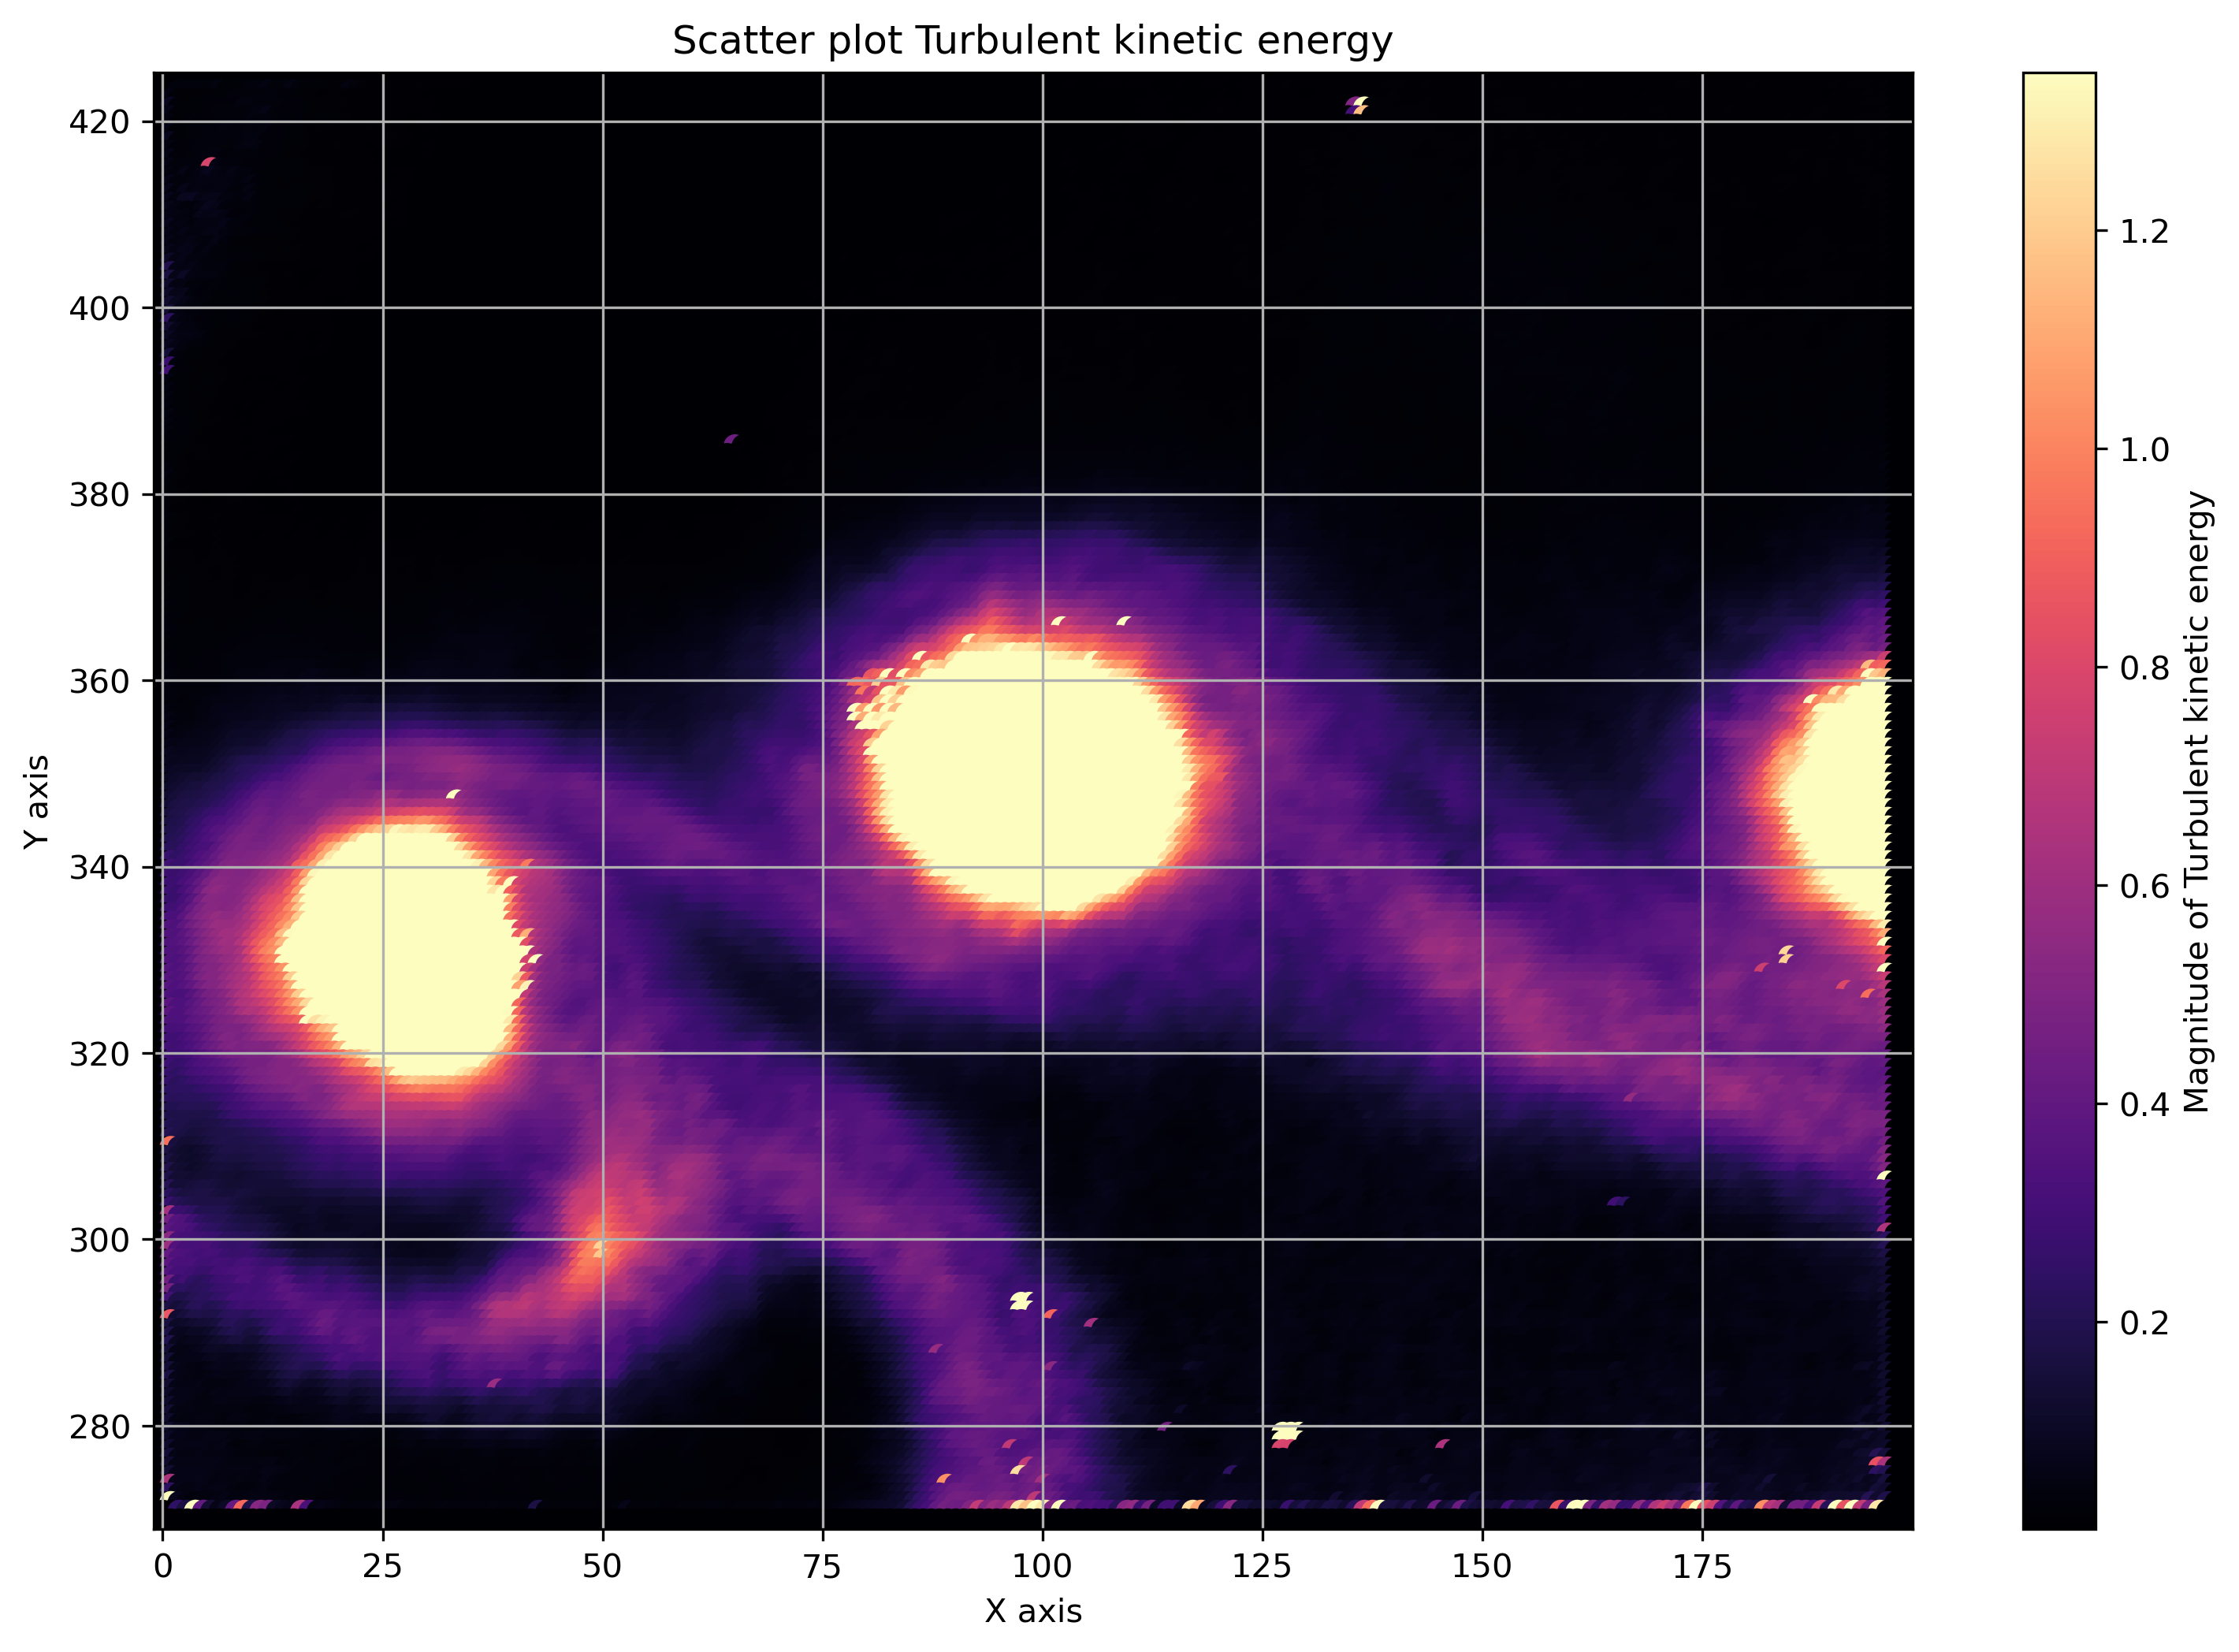 Scatter plot Turbulent kinetic energy
420
400
380
360
340
320
300
280
Y axis
0 25 50 75 100 125 150 175
X axis
1.2
1.0
0.8
0.6
0.4
0.2
Magnitude of Turbulent kinetic energy